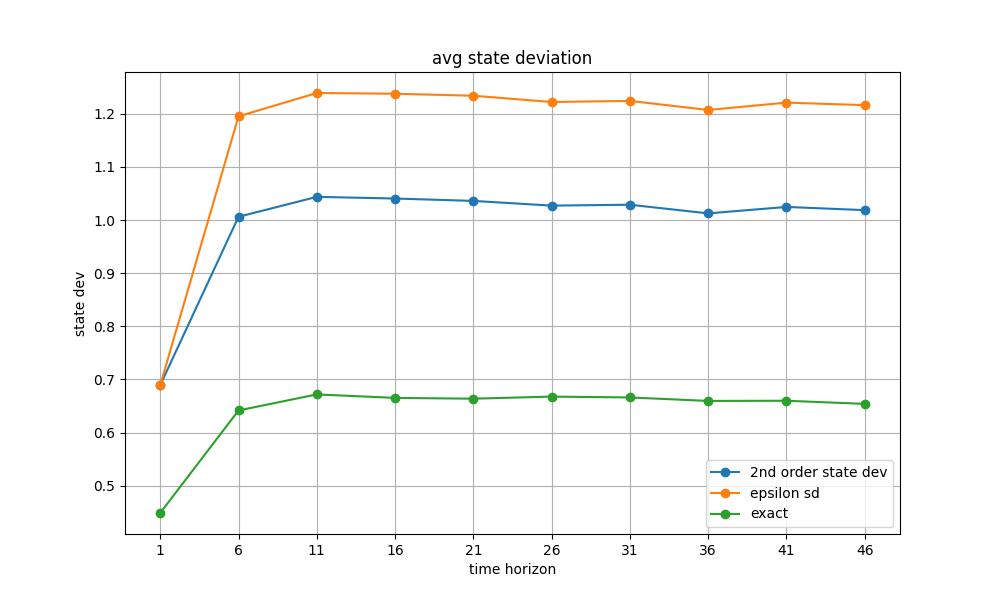 avg state deviation
state dev
1.2
1.1
1.0
0.9
0.8
0.7
0.6
0.5
2nd order state dev
epsilon sd
exact
1 6 11 16 21 26 31 36 41 46
time horizon